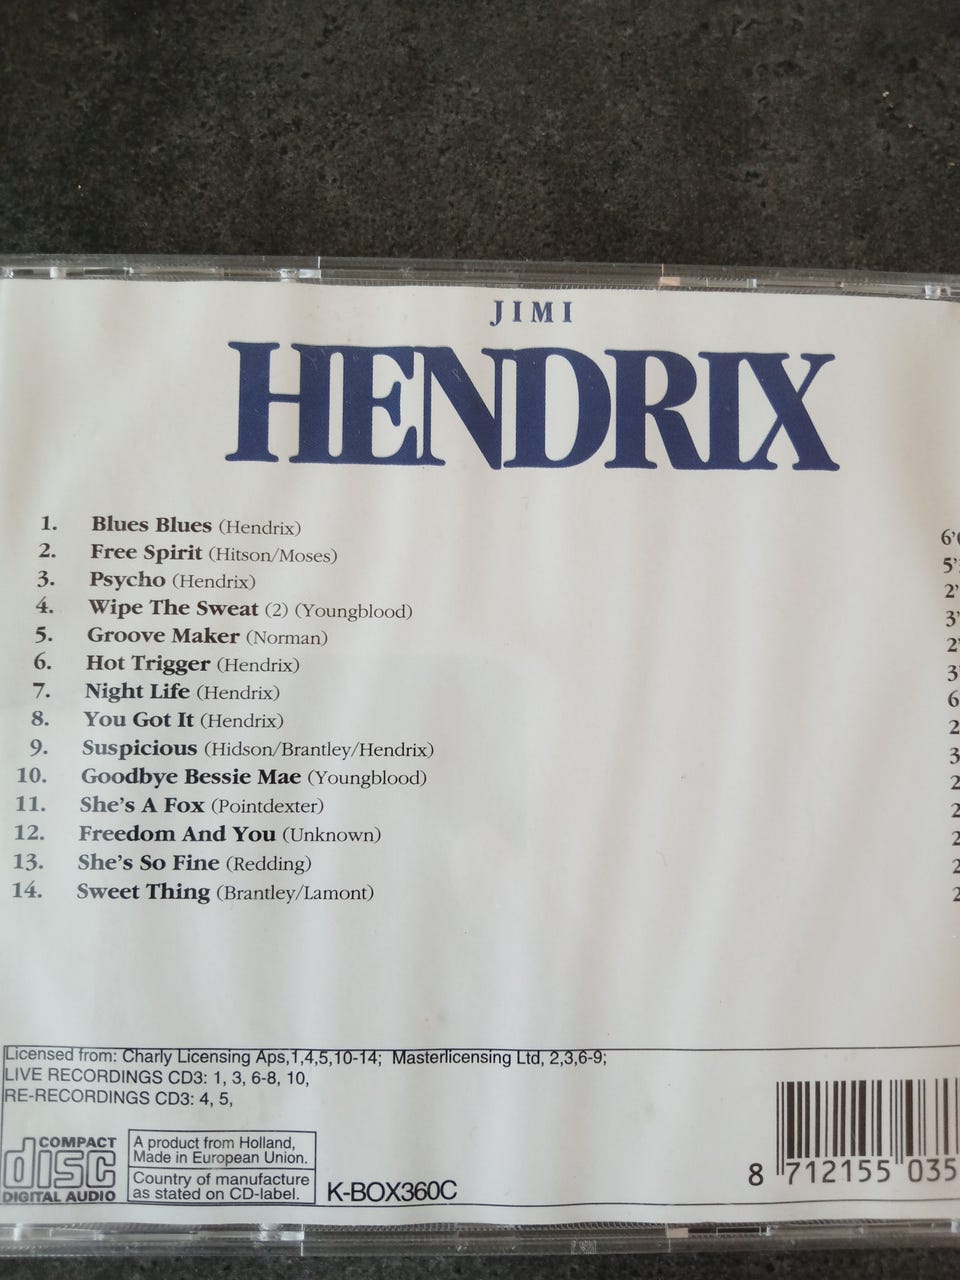 JIMI
HENDRIX
1. Blues Blues (Hendrix)
2. Free Spirit (Hitson/Moses)
3. Psycho (Hendrix)
4. Wipe The Sweat (2) (Youngblood)
5. Groove Maker (Norman)
6. Hot Trigger (Hendrix)
7. Night Life (Hendrix)
8. You Got It (Hendrix)
9. Suspicious (Hidson/Brantley/Hendrix)
10. Goodbye Bessie Mae (Youngblood)
11. She's A Fox (Pointdexter)
12. Freedom And You (Unknown)
13. She's So Fine (Redding)
14. Sweet Thing (Brantley/Lamont)
Licensed from: Charly Licensing Aps,1,4,5,10-14; Masterlicensing Ltd, 2,3,6-9;
LIVE RECORDINGS CD3: 1, 3, 6-8, 10,
RE-RECORDINGS CD3: 4, 5,
COMPACT
disc
DIGITAL AUDIO
A product from Holland,
Made in European Union.
Country of manufacture
as stated on CD-label.
K-BOX360C
8 712155 035